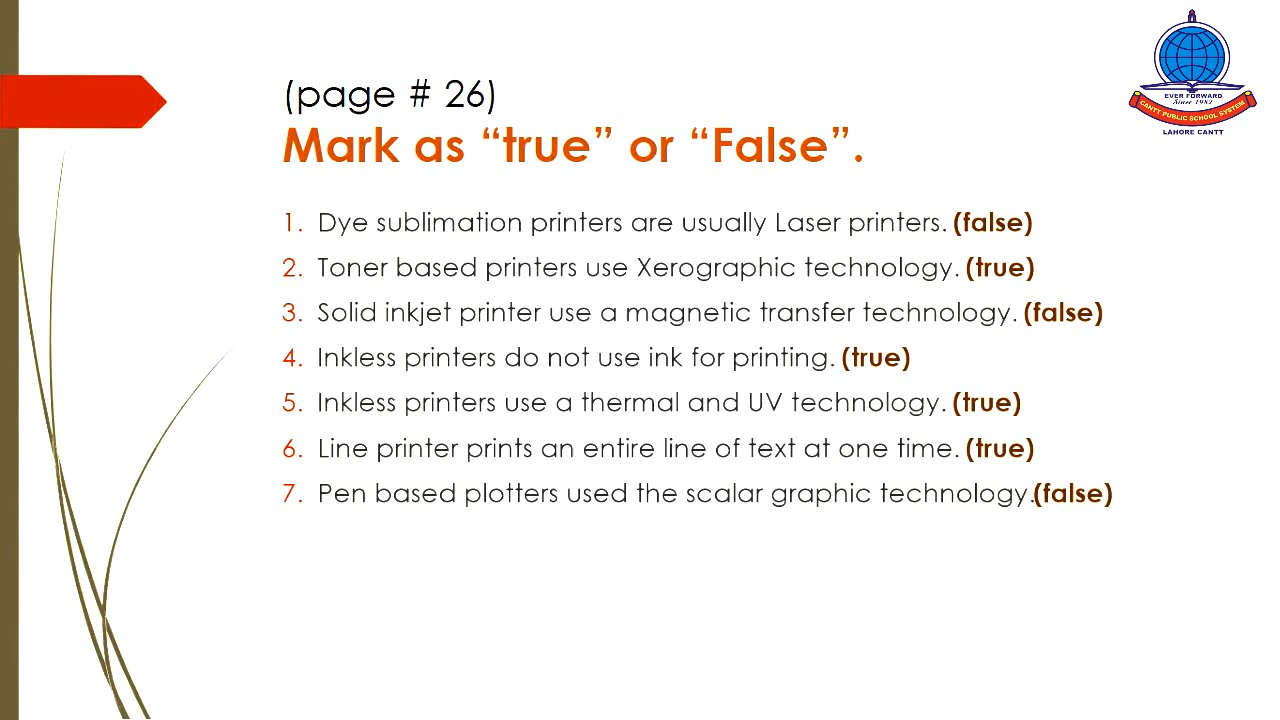 EVER FORWARD
Since 1982
CANTT PUBLIC SCHOOL SYSTEM
LAHORE CANTT
(page # 26)
Mark as “true” or “False”.
1. Dye sublimation printers are usually Laser printers. (false)
2. Toner based printers use Xerographic technology. (true)
3. Solid inkjet printer use a magnetic transfer technology. (false)
4. Inkless printers do not use ink for printing. (true)
5. Inkless printers use a thermal and UV technology. (true)
6. Line printer prints an entire line of text at one time. (true)
7. Pen based plotters used the scalar graphic technology.(false)